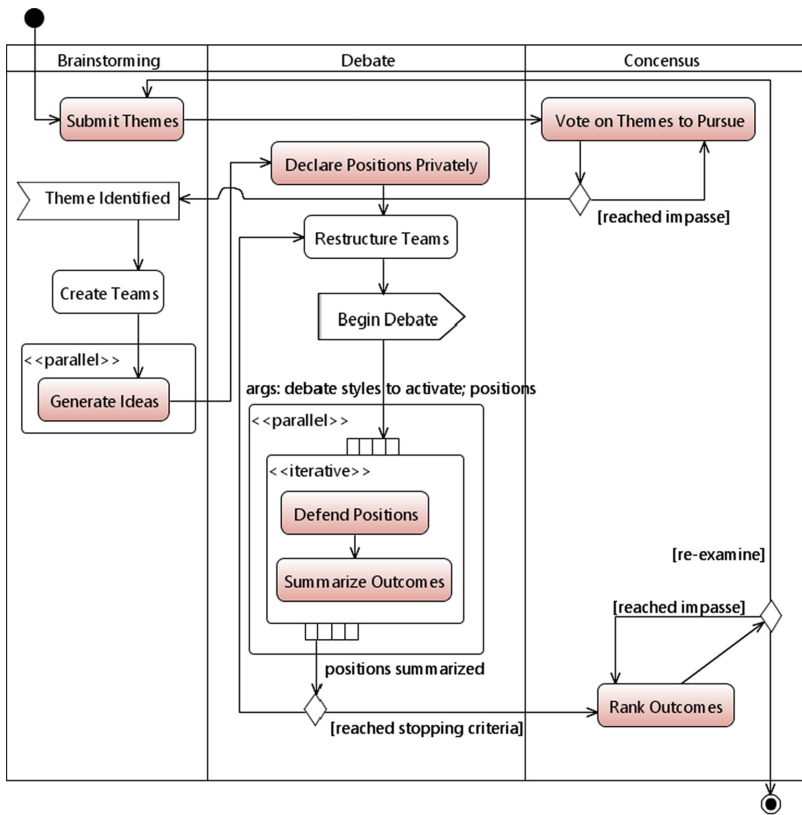 Brainstorming
Debate
Concensus
Submit Themes
Vote on Themes to Pursue
Declare Positions Privately
Theme Identified
[reached impasse]
Restructure Teams
Create Teams
Begin Debate
<<parallel>>
Generate Ideas
args: debate styles to activate; positions
<<parallel>>
<<iterative>>
Defend Positions
Summarize Outcomes
[re-examine]
[reached impasse]
positions summarized
Rank Outcomes
[reached stopping criteria]